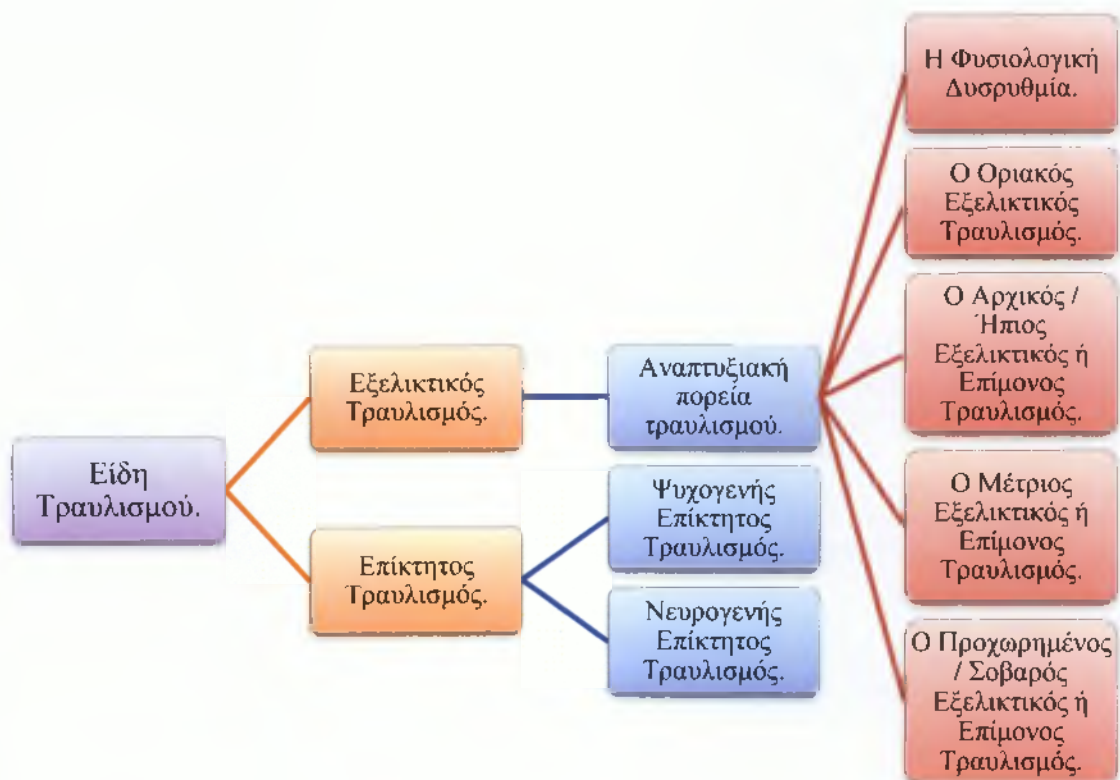 Είδη
Τραυλισμού.
Εξελικτικός
Τραυλισμός.
Επίκτητος
Τραυλισμός.
Αναπτυξιακή
πορεία
τραυλισμού.
Ψυχογενής
Επίκτητος
Τραυλισμός.
Νευρογενής
Επίκτητος
Τραυλισμός.
Η Φυσιολογική
Δυσρυθμία.
Ο Οριακός
Εξελικτικός
Τραυλισμός.
Ο Αρχικός /
Ήπιος
Εξελικτικός ή
Επίμονος
Τραυλισμός.
Ο Μέτριος
Εξελικτικός ή
Επίμονος
Τραυλισμός.
Ο Προχωρημένος
/ Σοβαρός
Εξελικτικός ή
Επίμονος
Τραυλισμός.